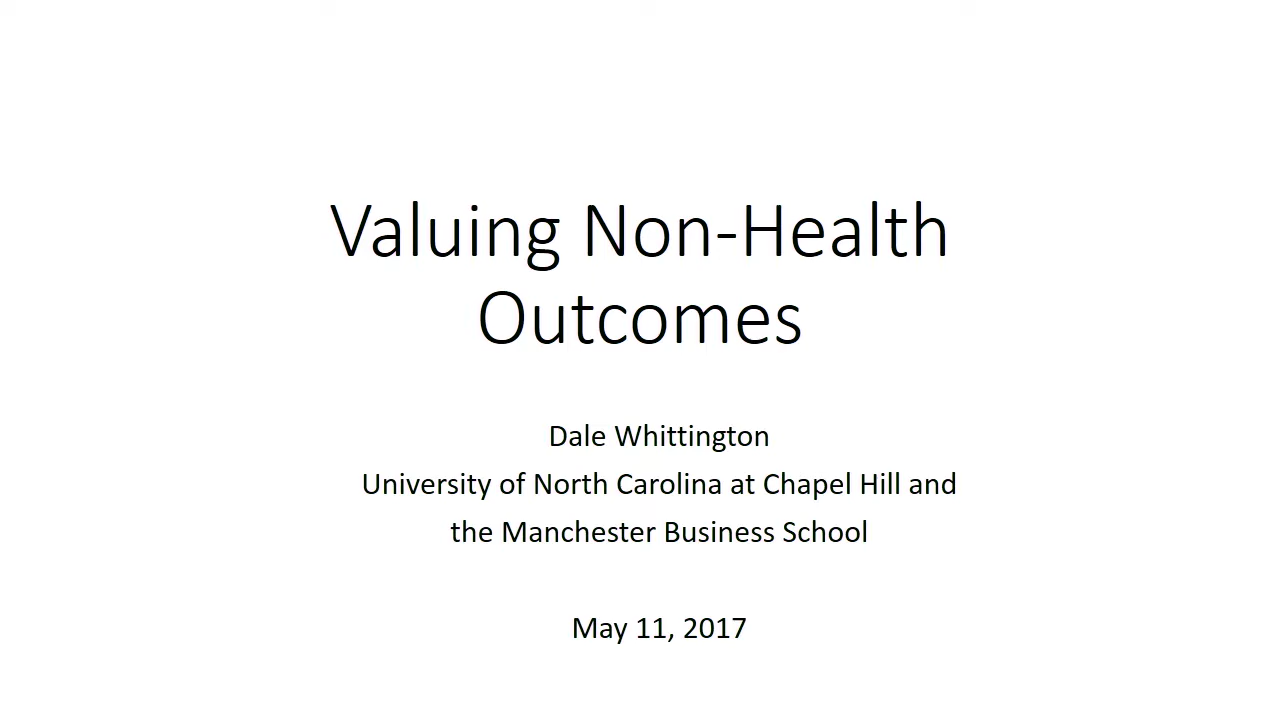 Valuing Non-Health
Outcomes
Dale Whittington
University of North Carolina at Chapel Hill and
the Manchester Business School
May 11, 2017